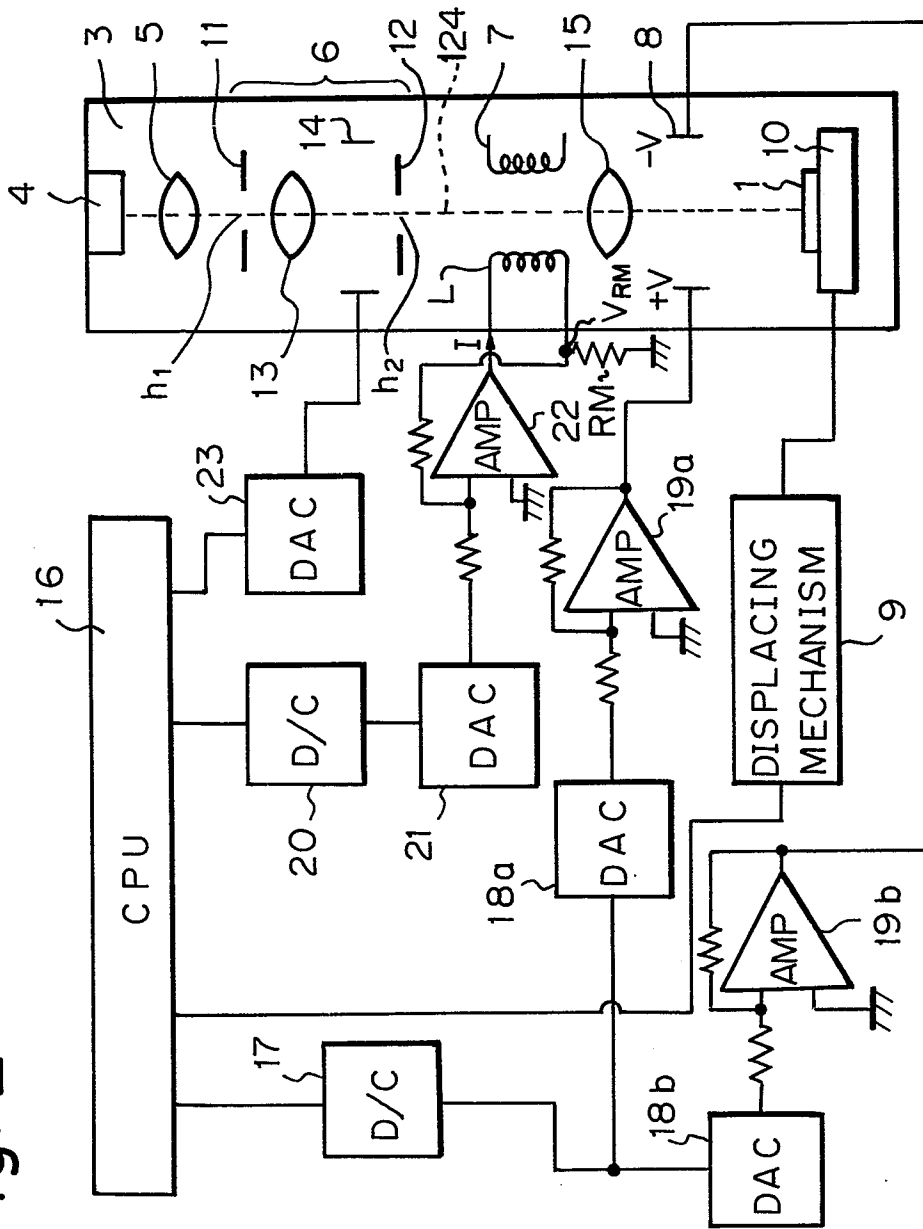 3
5
11
6
12
124
7
15
8
4
14
-V
10
1
h1
13
h2
L
I
VRM
+V
23
DAC
AMP
22
RM
16
CPU
D/C
20
DAC
21
AMP
19a
18a
DAC
DISPLACING
MECHANISM
9
17
D/C
18b
DAC
AMP
19b